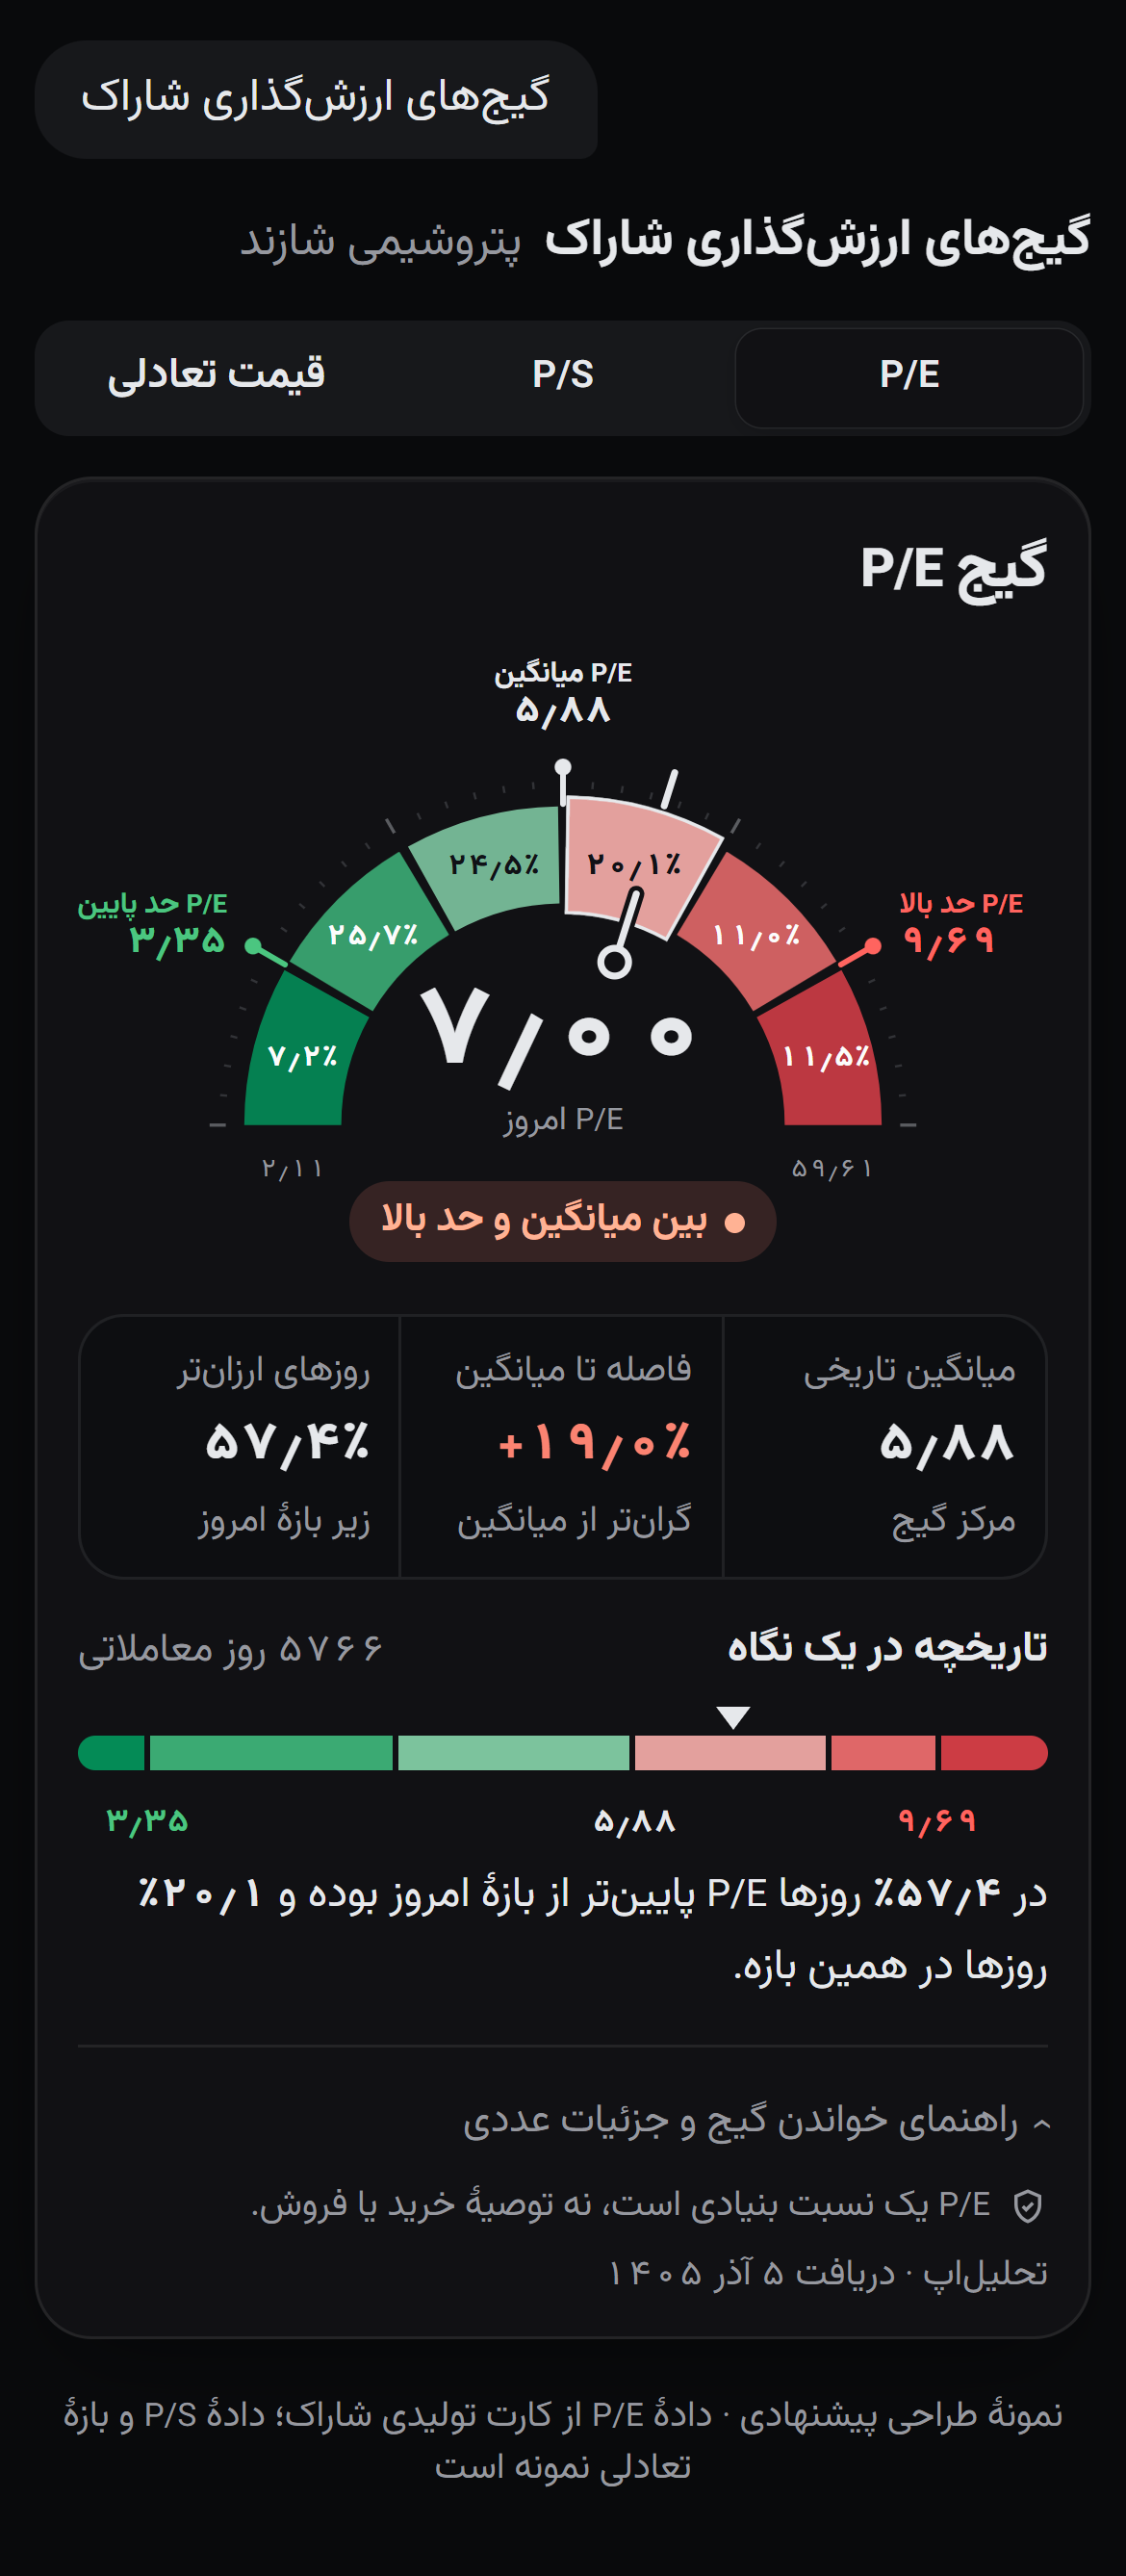 گیج‌های ارزش‌گذاری شاراک
گیج‌های ارزش‌گذاری شاراک پتروشیمی شازند
P/E
P/S
قیمت تعادلی
گیج P/E
P/E میانگین
۵٫۸۸
P/E حد بالا
۹٫۶۹
P/E حد پایین
۳٫۳۵
۷٫۲٪
۲۵٫۷٪
۲۴٫۵٪
۲۰٫۱٪
۱۱٫۰٪
۱۱٫۵٪
۷٫۰۰
P/E امروز
۲٫۱۱
۵۹٫۶۱
بین میانگین و حد بالا
میانگین تاریخی
۵٫۸۸
مرکز گیج
فاصله تا میانگین
+۱۹٫۰٪
گران‌تر از میانگین
روزهای ارزان‌تر
۵۷٫۴٪
زیر بازهٔ امروز
تاریخچه در یک نگاه
۵۷۶۶ روز معاملاتی
۹٫۶۹
۵٫۸۸
۳٫۳۵
در ۵۷٫۴٪ روزها P/E پایین‌تر از بازهٔ امروز بوده و ۲۰٫۱٪
روزها در همین بازه.
راهنمای خواندن گیج و جزئیات عددی
P/E یک نسبت بنیادی است، نه توصیهٔ خرید یا فروش.
تحلیل‌اپ · دریافت ۵ آذر ۱۴۰۵
نمونهٔ طراحی پیشنهادی · دادهٔ P/E از کارت تولیدی شاراک؛ دادهٔ P/S و بازهٔ
تعادلی نمونه است